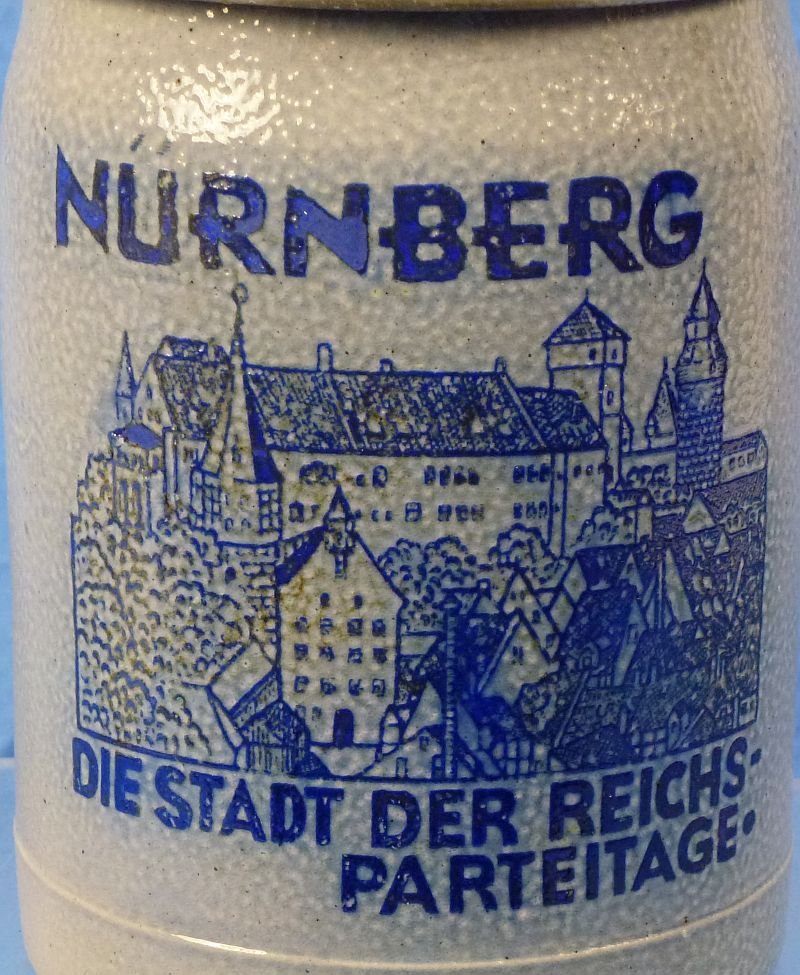 NÜRNBERG
DIE STADT DER REICHS-
PARTEITAGE.